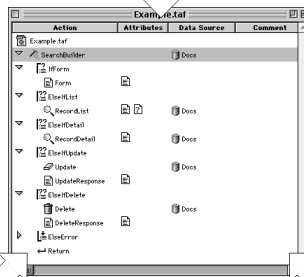 Example.taf
Action Attributes Data Source Comment
Example.taf
SearchBuilder Docs
IfForm
Form
ElseIfList
RecordList Docs
ElseIfDetail
RecordDetail Docs
ElseIfUpdate
Update Docs
UpdateResponse
ElseIfDelete
Delete Docs
DeleteResponse
ElseError
Return